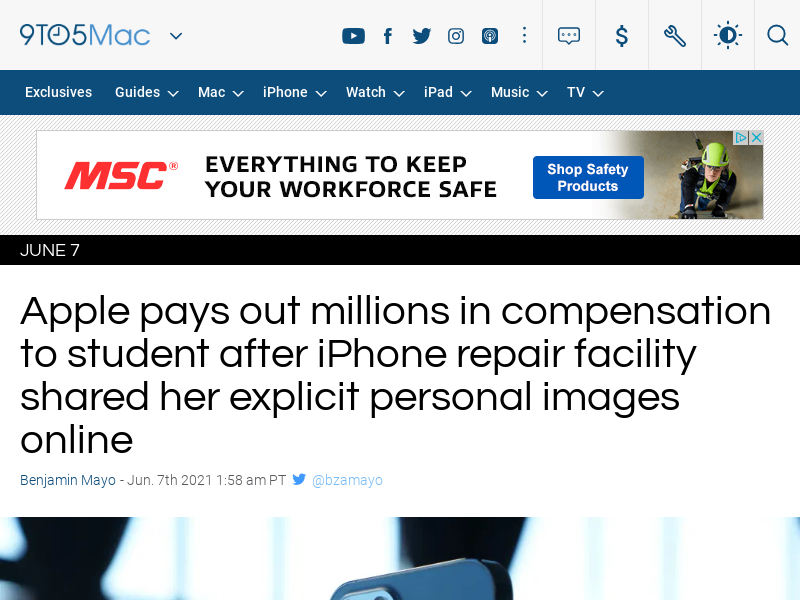 9TO5Mac
Exclusives Guides Mac iPhone Watch iPad Music TV
MSC®
EVERYTHING TO KEEP
YOUR WORKFORCE SAFE
Shop Safety
Products
JUNE 7
Apple pays out millions in compensation
to student after iPhone repair facility
shared her explicit personal images
online
Benjamin Mayo - Jun. 7th 2021 1:58 am PT @bzamayo